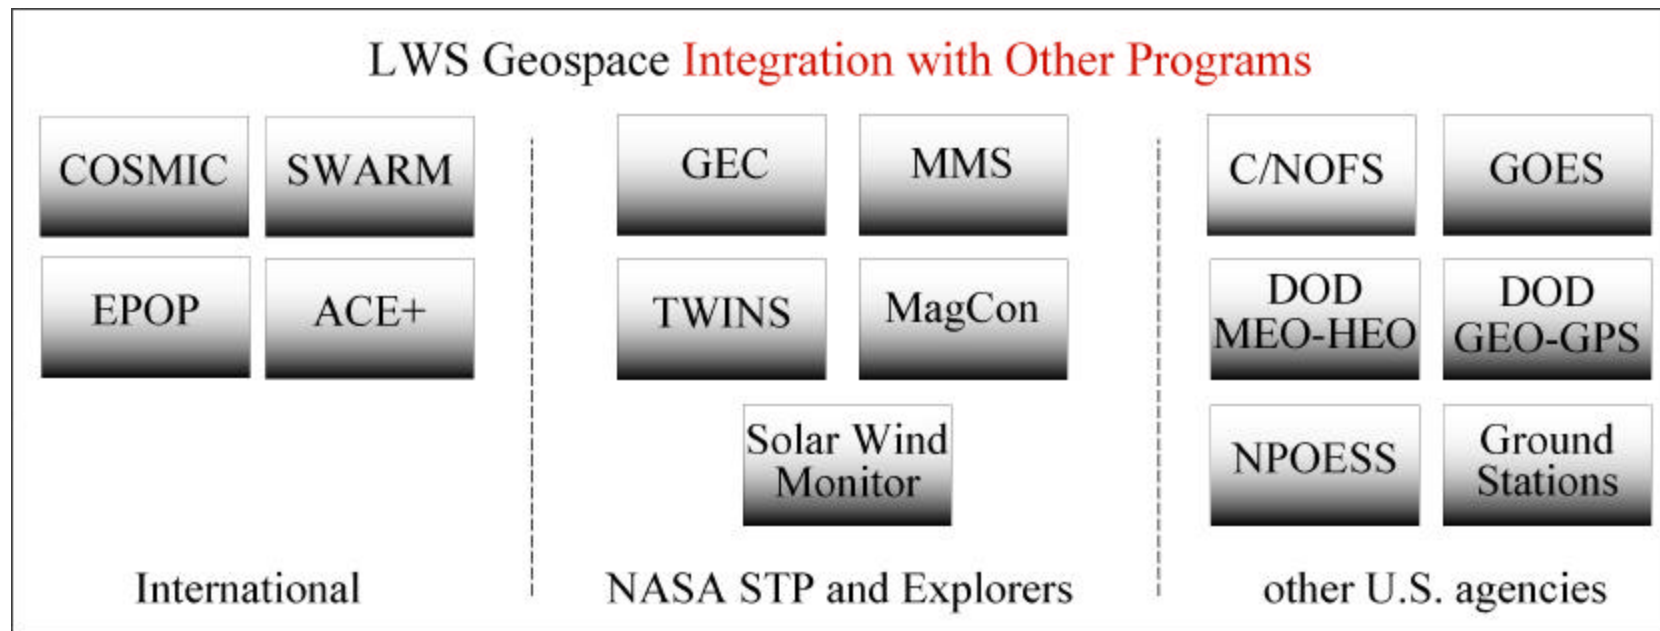 LWS Geospace Integration with Other Programs
COSMIC
SWARM
EPOP
ACE+
International
GEC
MMS
TWINS
MagCon
Solar Wind
Monitor
NASA STP and Explorers
C/NOFS
GOES
DOD
MEO-HEO
DOD
GEO-GPS
NPOESS
Ground
Stations
other U.S. agencies